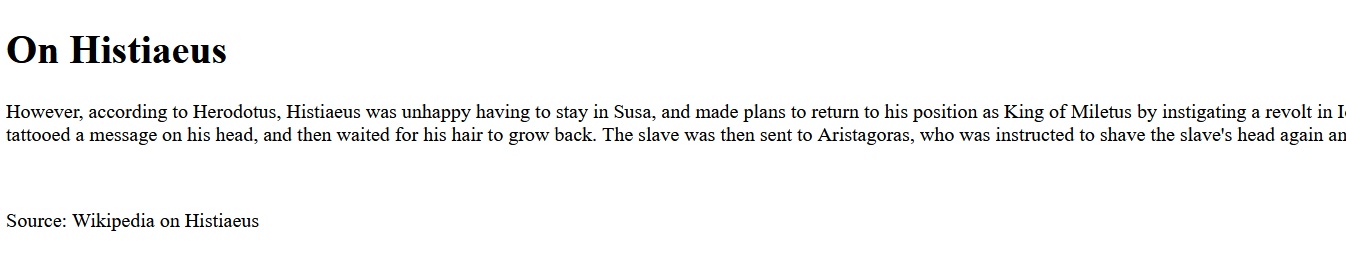 On Histiaeus
However, according to Herodotus, Histiaeus was unhappy having to stay in Susa, and made plans to return to his position as King of Miletus by instigating a revolt in
tattooed a message on his head, and then waited for his hair to grow back. The slave was then sent to Aristagoras, who was instructed to shave the slave's head again
Source: Wikipedia on Histiaeus